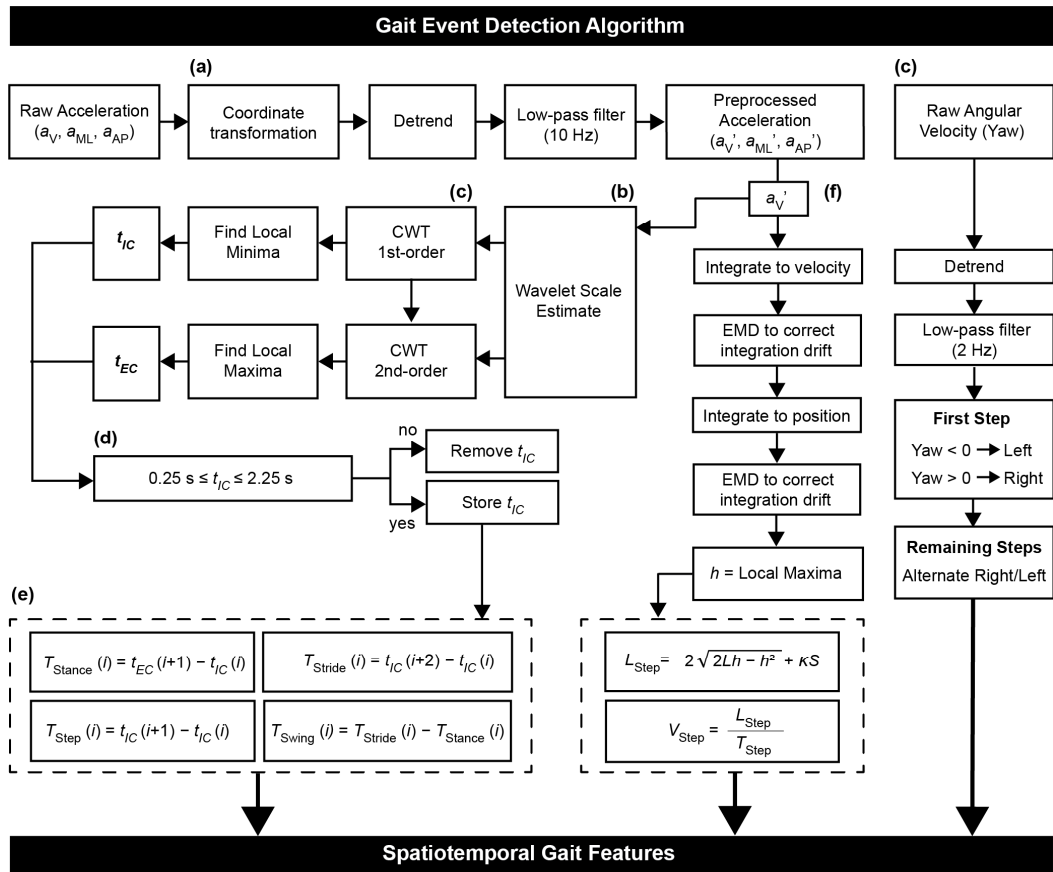 Gait Event Detection Algorithm
(a)
(c)
Raw Acceleration
(aV, aML, aAP)
Coordinate
transformation
Detrend
Low-pass filter
(10 Hz)
Preprocessed
Acceleration
(aV’, aML’, aAP’)
Raw Angular
Velocity (Yaw)
(c)
(b)
aV’
(f)
tIC
Find Local
Minima
CWT
1st-order
Wavelet Scale
Estimate
Integrate to velocity
Detrend
tEC
Find Local
Maxima
CWT
2nd-order
EMD to correct
integration drift
Low-pass filter
(2 Hz)
Integrate to position
First Step
Yaw < 0 → Left
Yaw > 0 → Right
(d)
0.25 s ≤ tIC ≤ 2.25 s
no
Remove tIC
yes
Store tIC
EMD to correct
integration drift
Remaining Steps
Alternate Right/Left
h = Local Maxima
(e)
TStance (i) = tEC (i+1) − tIC (i)
TStride (i) = tIC (i+2) − tIC (i)
TStep (i) = tIC (i+1) − tIC (i)
TSwing (i) = TStride (i) − TStance (i)
LStep = 2√2Lh − h² + κS
VStep = LStep / TStep
Spatiotemporal Gait Features